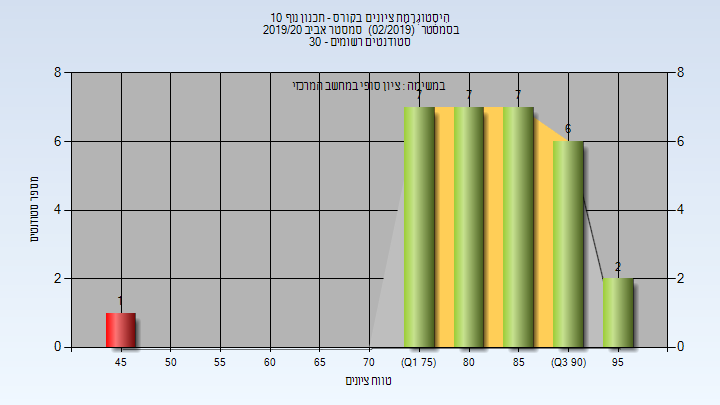 היסטוגרמת ציונים בקורס - תכנון נוף 10
בסמסטר (02/2019) סמסטר אביב 2019/20
סטודנטים רשומים - 30
במשימה : ציון סופי במחשב המרכזי
8 8
6 6
4 4
2 2
0 0
מספר סטודנטים
1 7 7 7 6 2
45 50 55 60 65 70 (Q1 75) 80 85 (Q3 90) 95
טווח ציונים